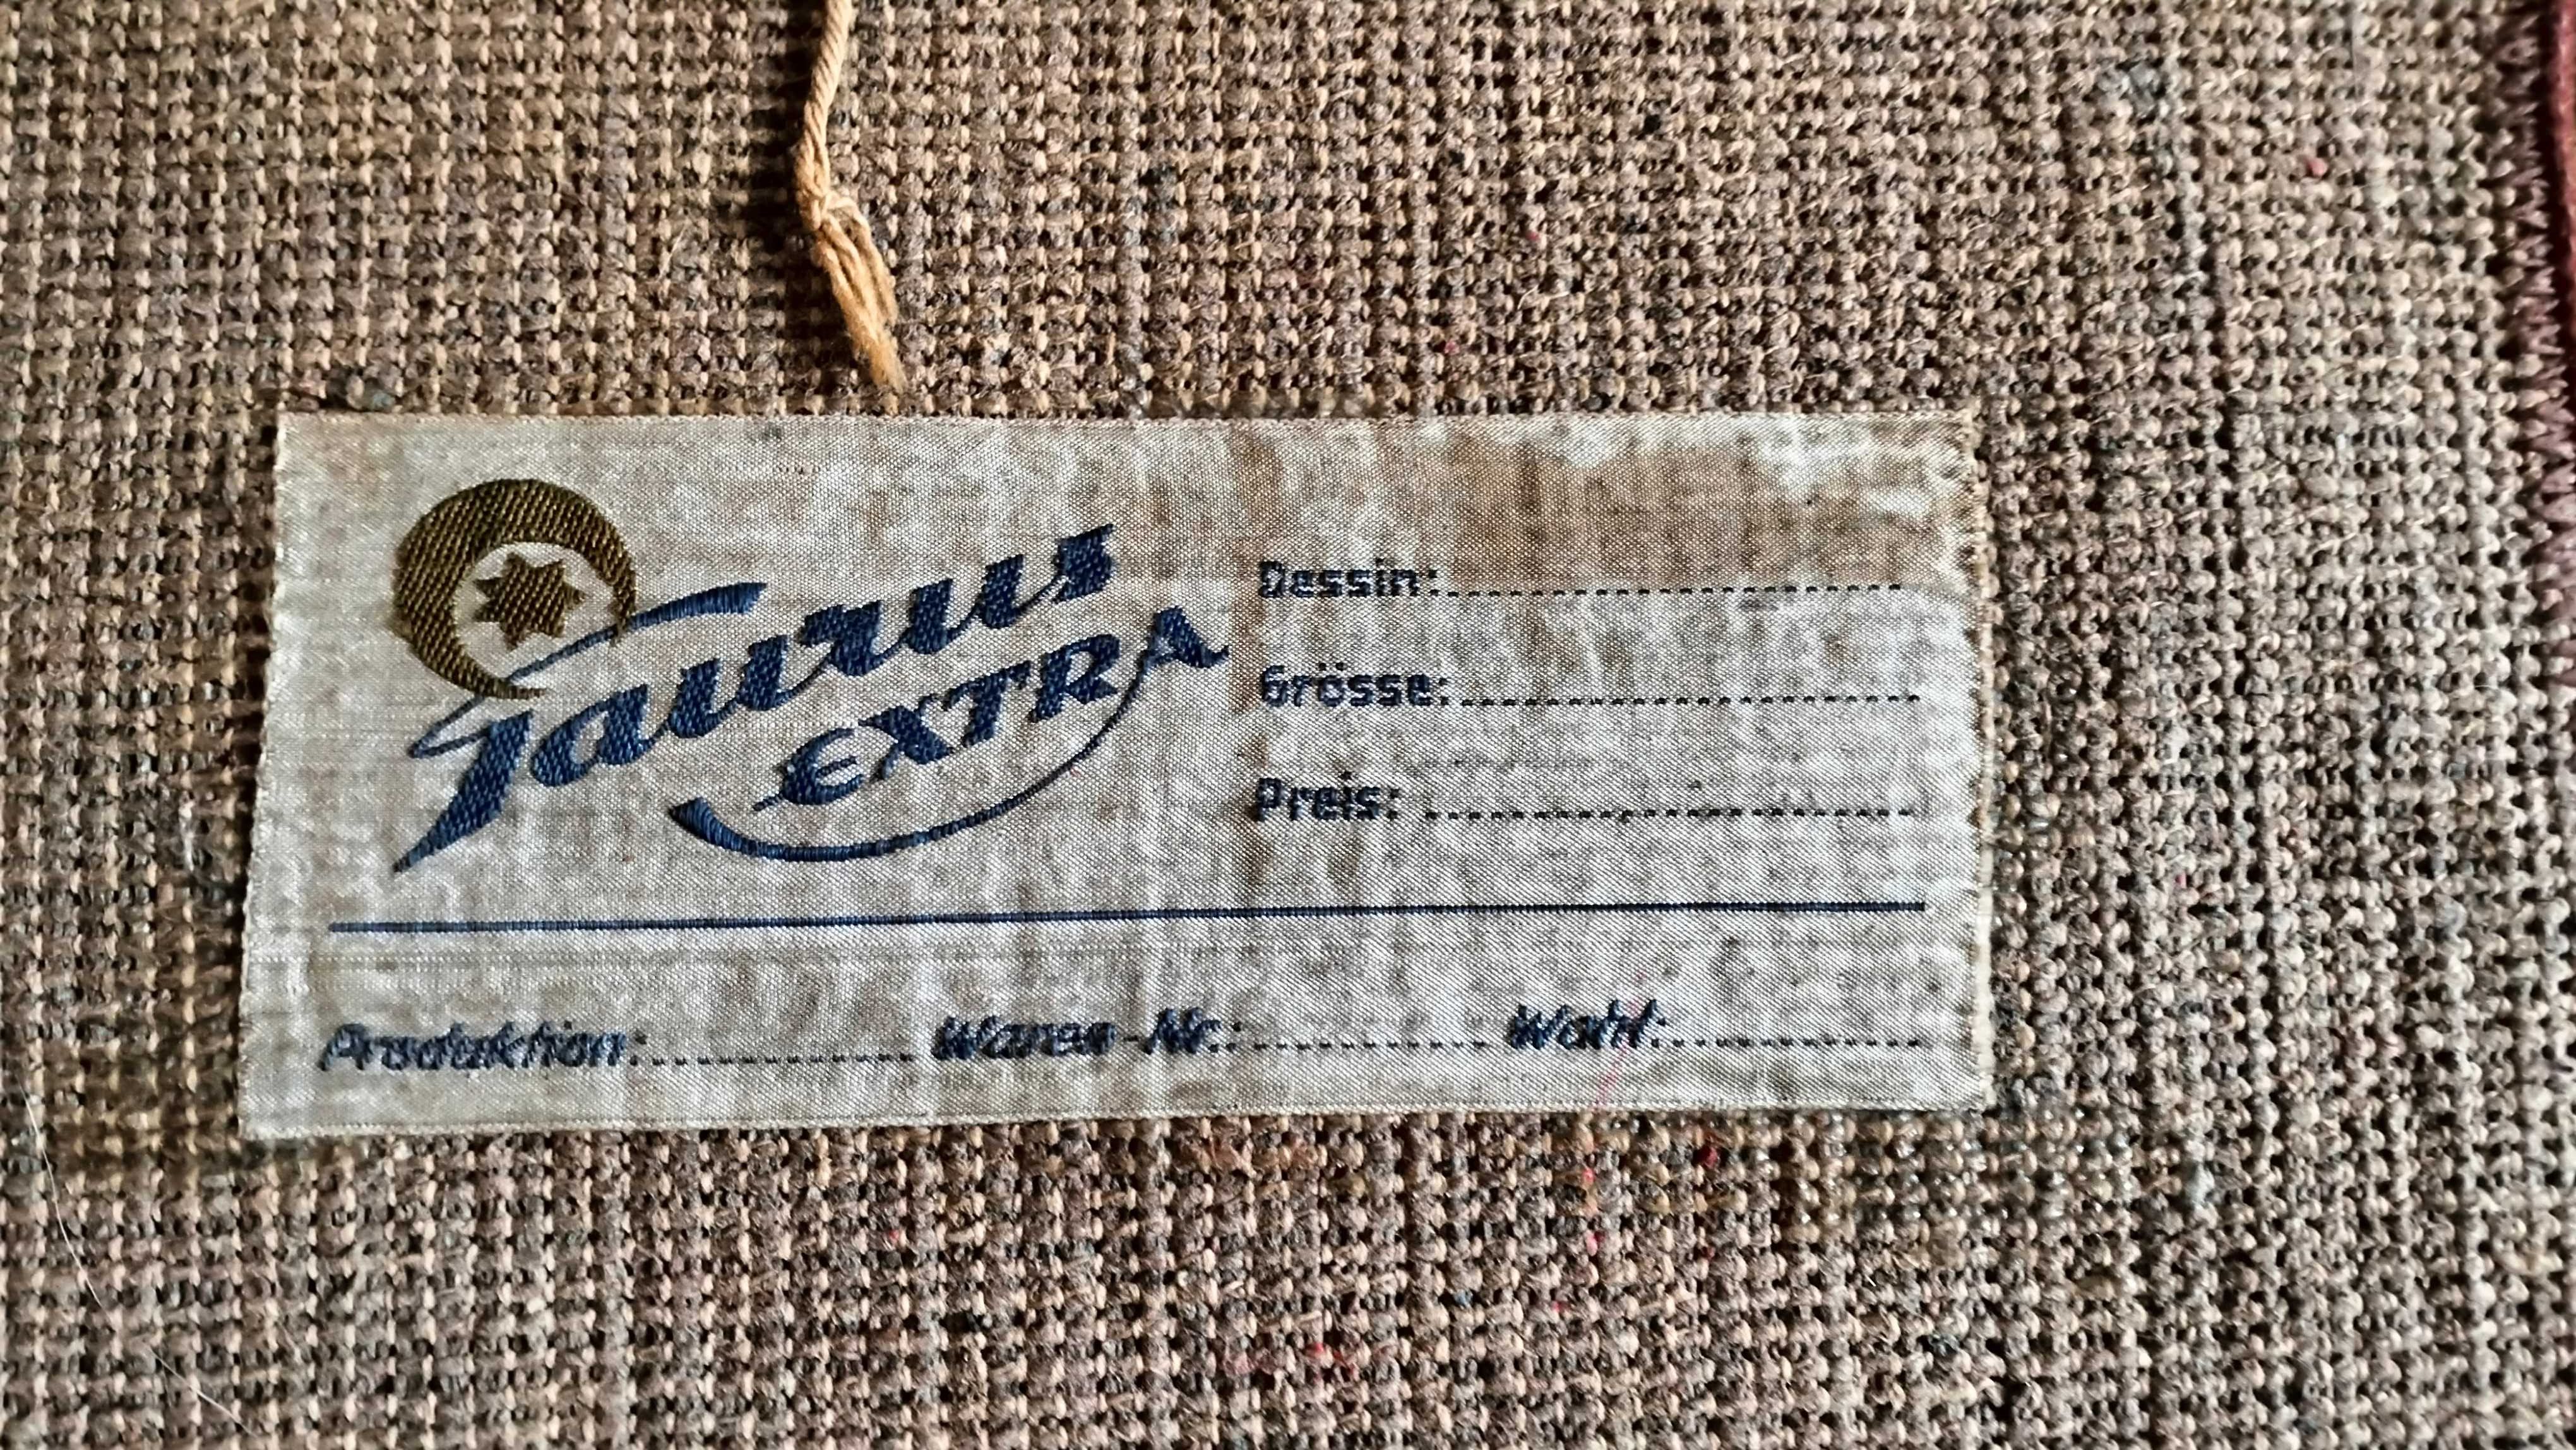 Taurus
EXTRA
Dessin:
Grösse:
Preis:
Produktion: Waren-Nr.: Wahl: